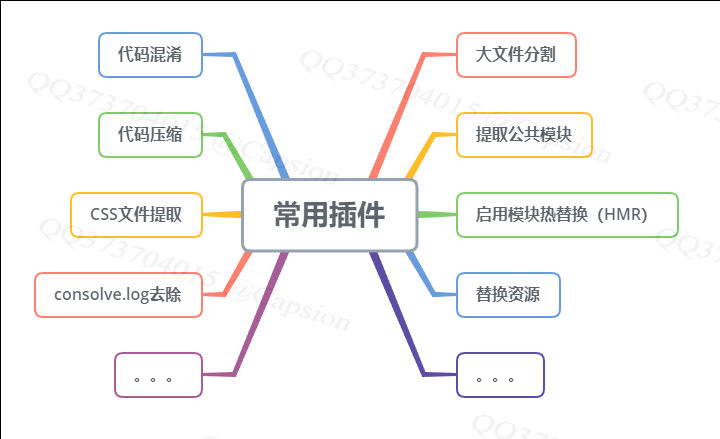 代码混淆
大文件分割
代码压缩
提取公共模块
常用插件
CSS文件提取
启用模块热替换（HMR）
consolve.log去除
替换资源
。。。
。。。
QQ373704015 @Capsion
QQ373704015 @Capsion
QQ373704015 @Capsion